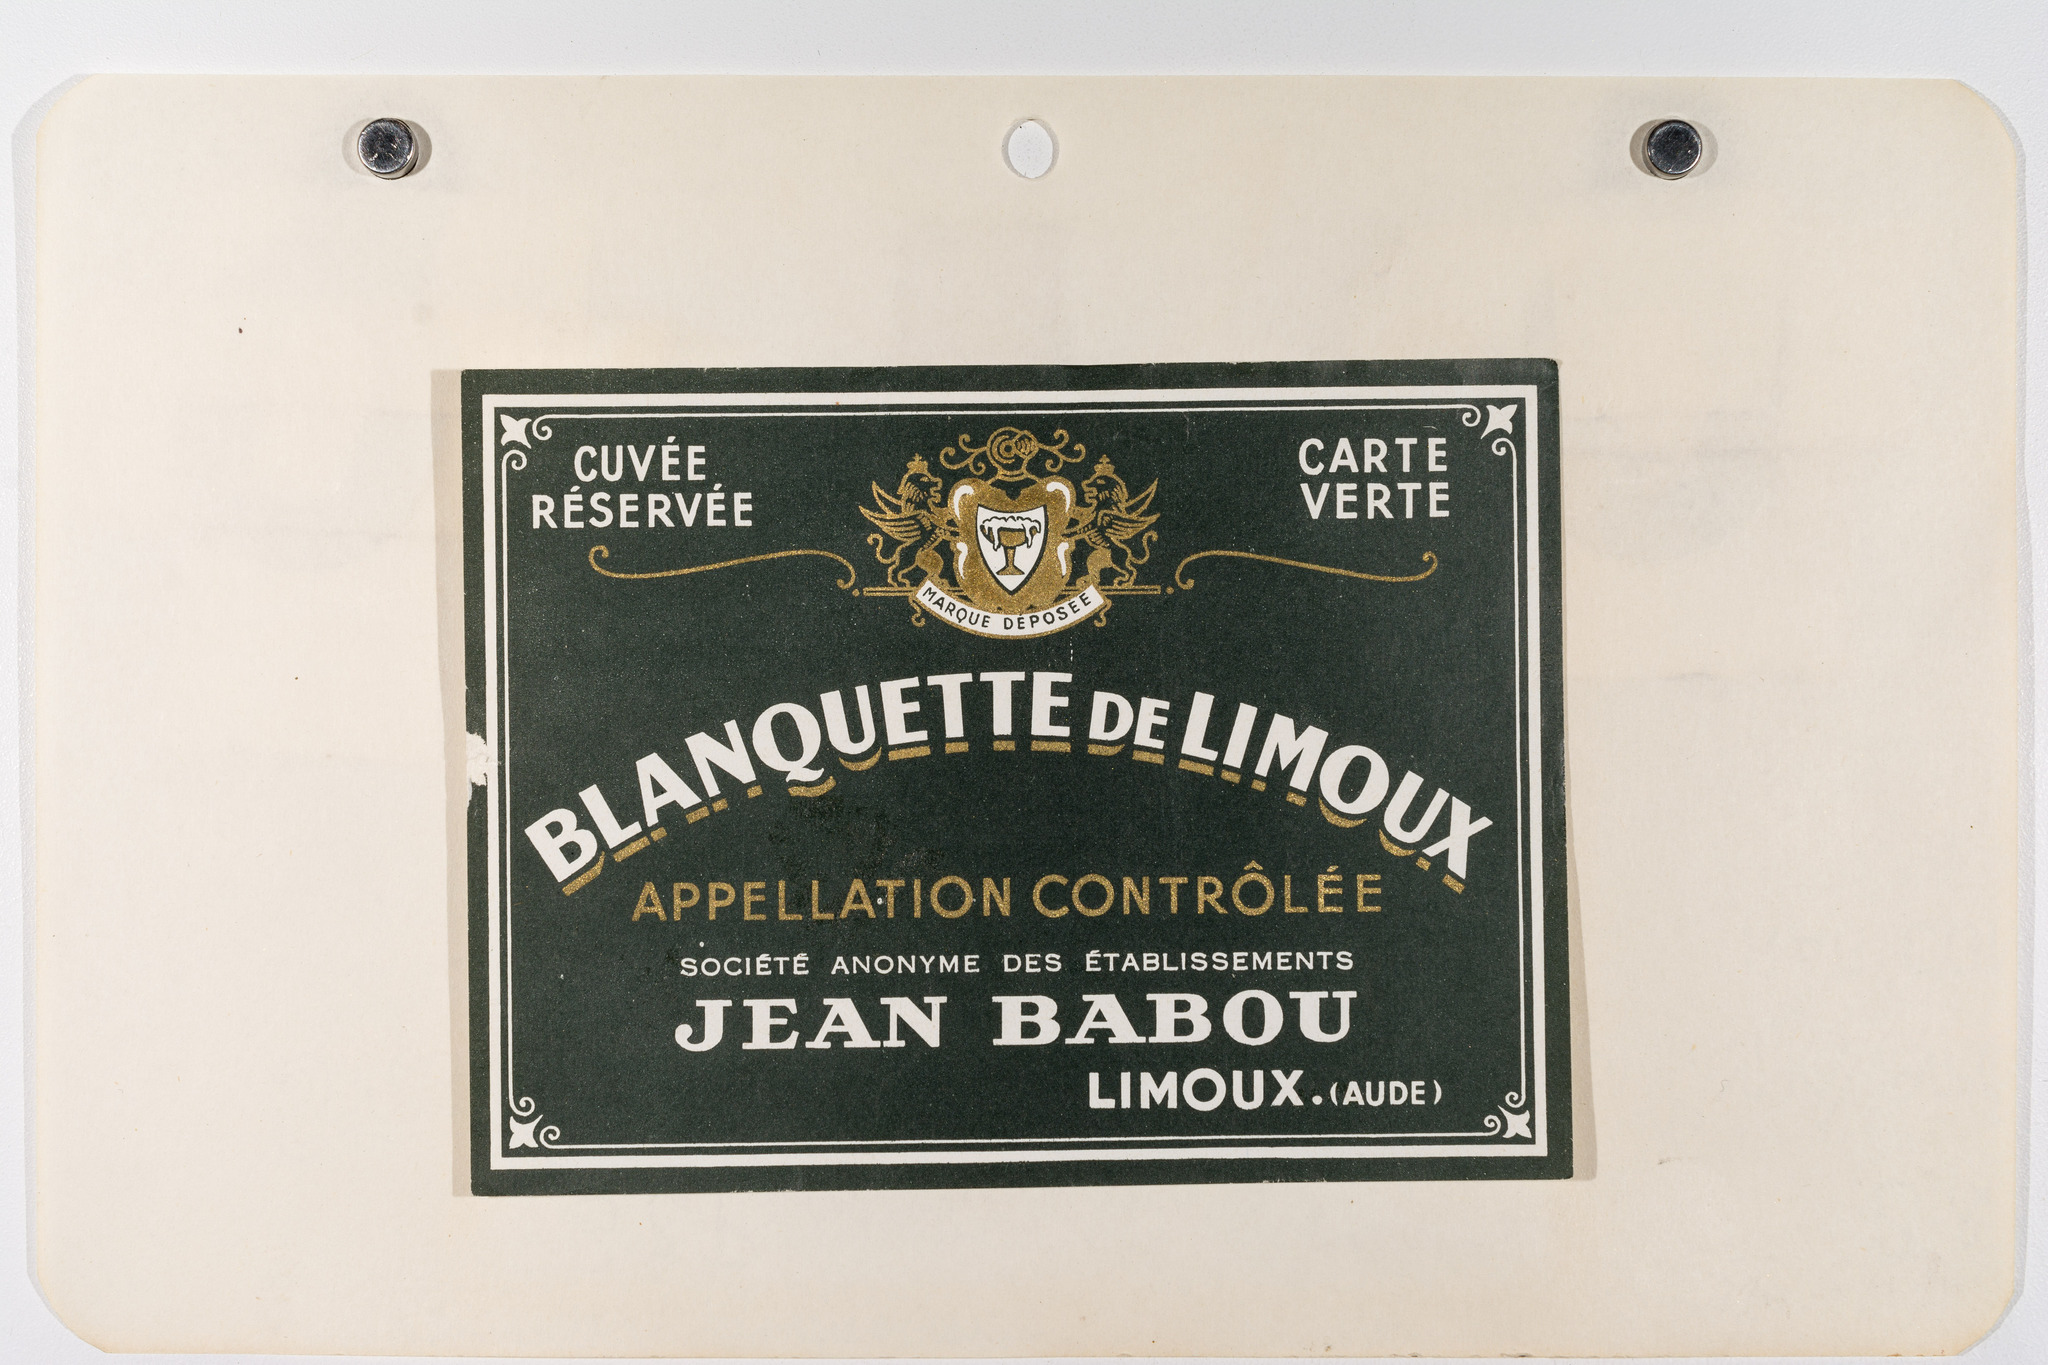 CUVÉE
RÉSERVÉE
CARTE
VERTE
MARQUE DÉPOSÉE
BLANQUETTE DE LIMOUX
APPELLATION CONTRÔLÉE
SOCIÉTÉ ANONYME DES ÉTABLISSEMENTS
JEAN BABOU
LIMOUX. (AUDE)